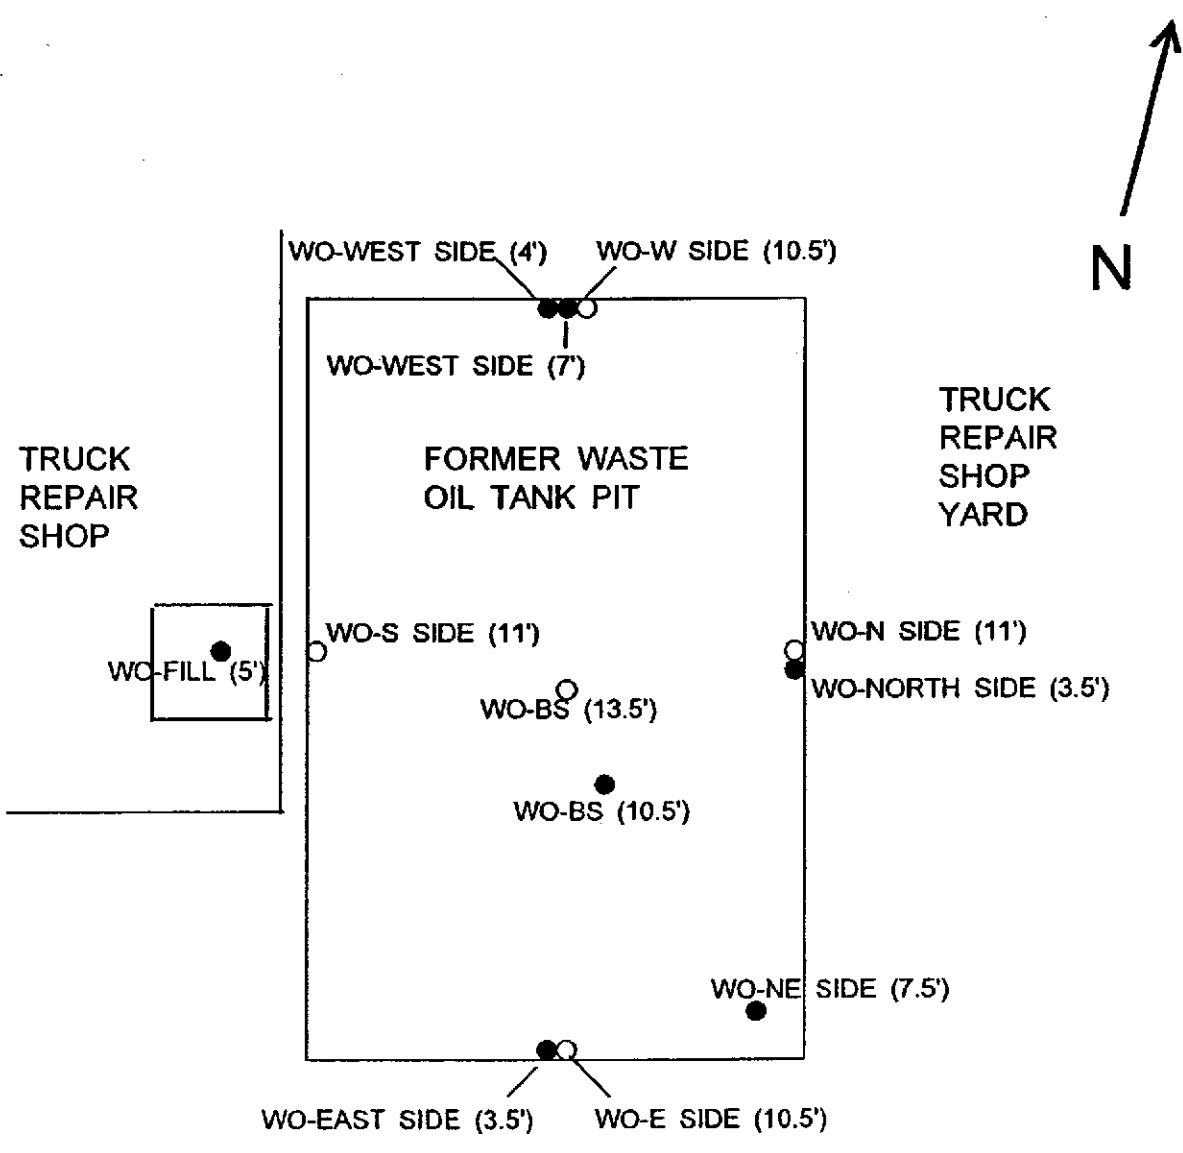 N
WO-WEST SIDE (4') WO-W SIDE (10.5')
WO-WEST SIDE (7')
TRUCK
REPAIR
SHOP
YARD
FORMER WASTE
OIL TANK PIT
TRUCK
REPAIR
SHOP
WO-S SIDE (11')
WO-N SIDE (11')
WO-FILL (5')
WO-NORTH SIDE (3.5')
WO-BS (13.5')
WO-BS (10.5')
WO-NE SIDE (7.5')
WO-EAST SIDE (3.5') WO-E SIDE (10.5')